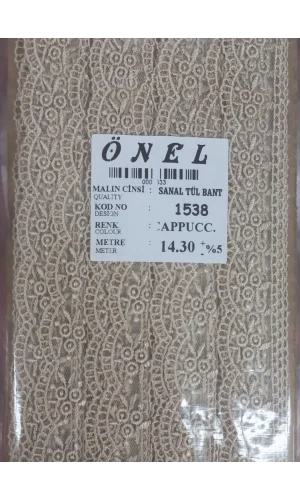 ÖNEL
MALIN CİNSİ : SANAL TÜL BANT
QUALITY
KOD NO : 1538
DESIGN
RENK : CAPPUCC.
COLOUR
METRE : 14.30 + - %5
METER